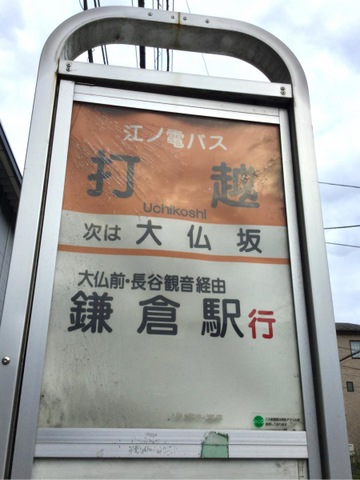 江ノ電バス
打越
Uchikoshi
次は 大仏坂
大仏前・長谷観音経由
鎌倉駅行